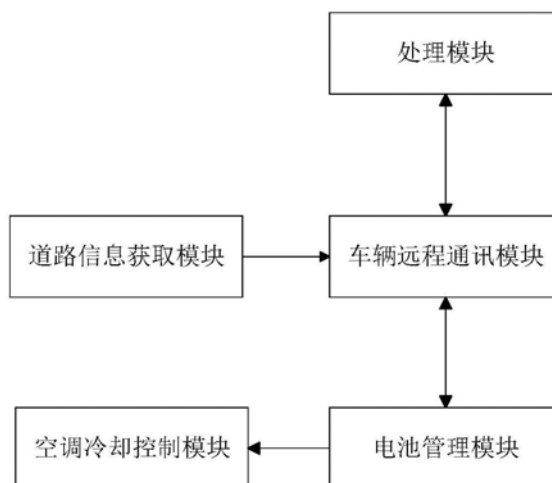 处理模块
道路信息获取模块
车辆远程通讯模块
空调冷却控制模块
电池管理模块